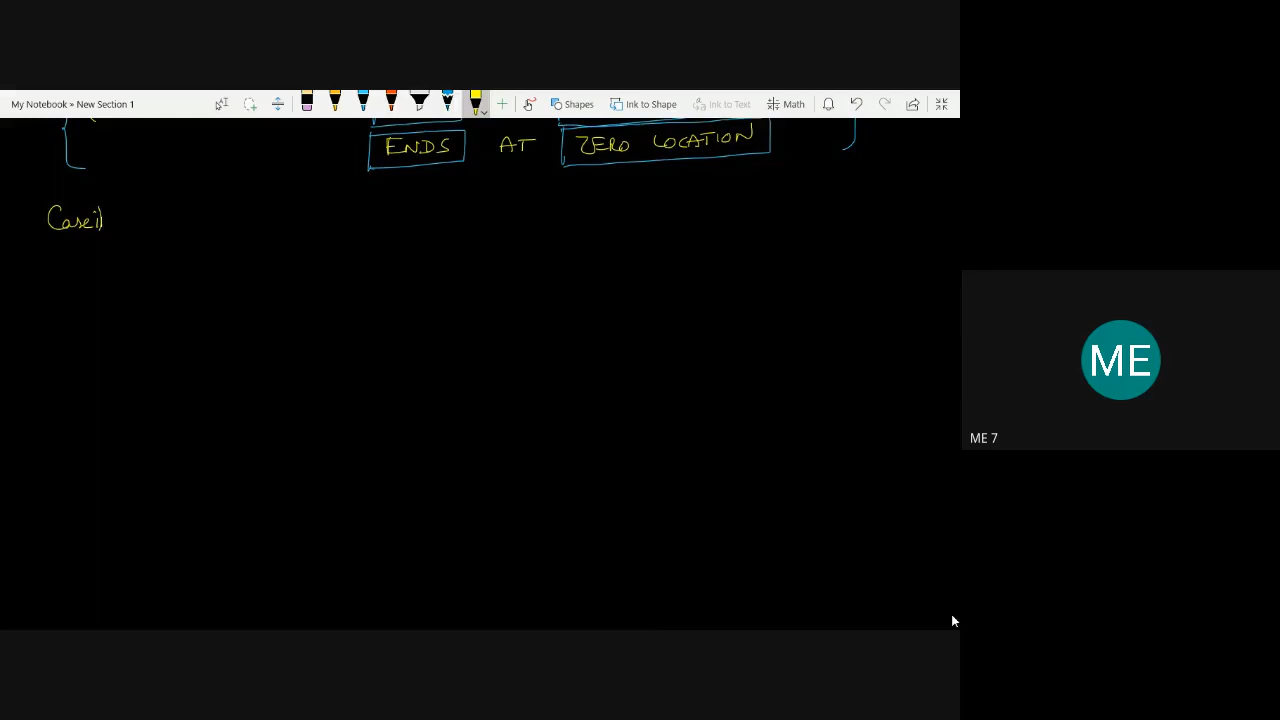 My Notebook » New Section 1
Shapes
Ink to Shape
Ink to Text
Math
ENDS AT ZERO LOCATION
Case i)
ME
ME 7